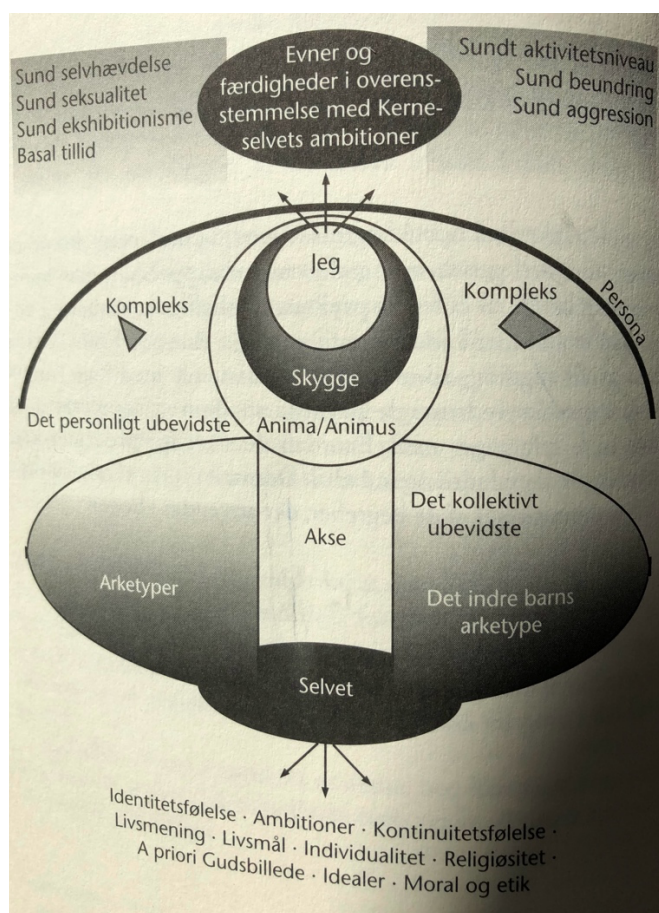 Sund selvhævdelse
Sund seksualitet
Sund ekshibitionisme
Basal tillid
Evner og
færdigheder i overens-
stemmelse med Kerne-
selvets ambitioner
Sundt aktivitetsniveau
Sund beundring
Sund aggression
Jeg
Kompleks
Kompleks
Persona
Skygge
Det personligt ubevidste
Anima/Animus
Akse
Det kollektivt
ubevidste
Arketyper
Det indre barns
arketype
Selvet
Identitetsfølelse · Ambitioner · Kontinuitetsfølelse ·
Livsmening · Livsmål · Individualitet · Religiøsitet ·
A priori Gudsbillede · Idealer · Moral og etik